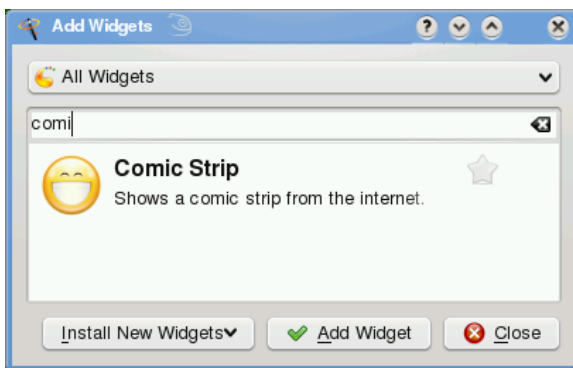 Add Widgets
All Widgets
comi
Comic Strip
Shows a comic strip from the internet.
Install New Widgets
Add Widget
Close